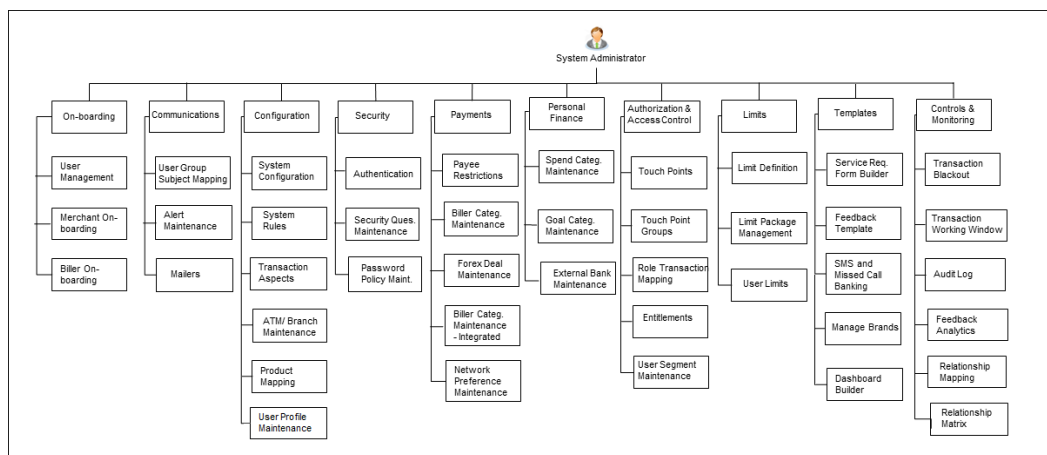 System Administrator
On-boarding
User
Management
Merchant On-
boarding
Biller On-
boarding
Communications
User Group
Subject Mapping
Alert
Maintenance
Mailers
Configuration
System
Configuration
System
Rules
Transaction
Aspects
ATM/ Branch
Maintenance
Product
Mapping
User Profile
Maintenance
Security
Authentication
Security Ques.
Maintenance
Password
Policy Maint.
Payments
Payee
Restrictions
Biller Categ.
Maintenance
Forex Deal
Maintenance
Biller Categ.
Maintenance
- Integrated
Network
Preference
Maintenance
Personal
Finance
Spend Categ.
Maintenance
Goal Categ.
Maintenance
External Bank
Maintenance
Authorization &
Access Control
Touch Points
Touch Point
Groups
Role Transaction
Mapping
Entitlements
User Segment
Maintenance
Limits
Limit Definition
Limit Package
Management
User Limits
Templates
Service Req.
Form Builder
Feedback
Template
SMS and
Missed Call
Banking
Manage Brands
Dashboard
Builder
Controls &
Monitoring
Transaction
Blackout
Transaction
Working Window
Audit Log
Feedback
Analytics
Relationship
Mapping
Relationship
Matrix